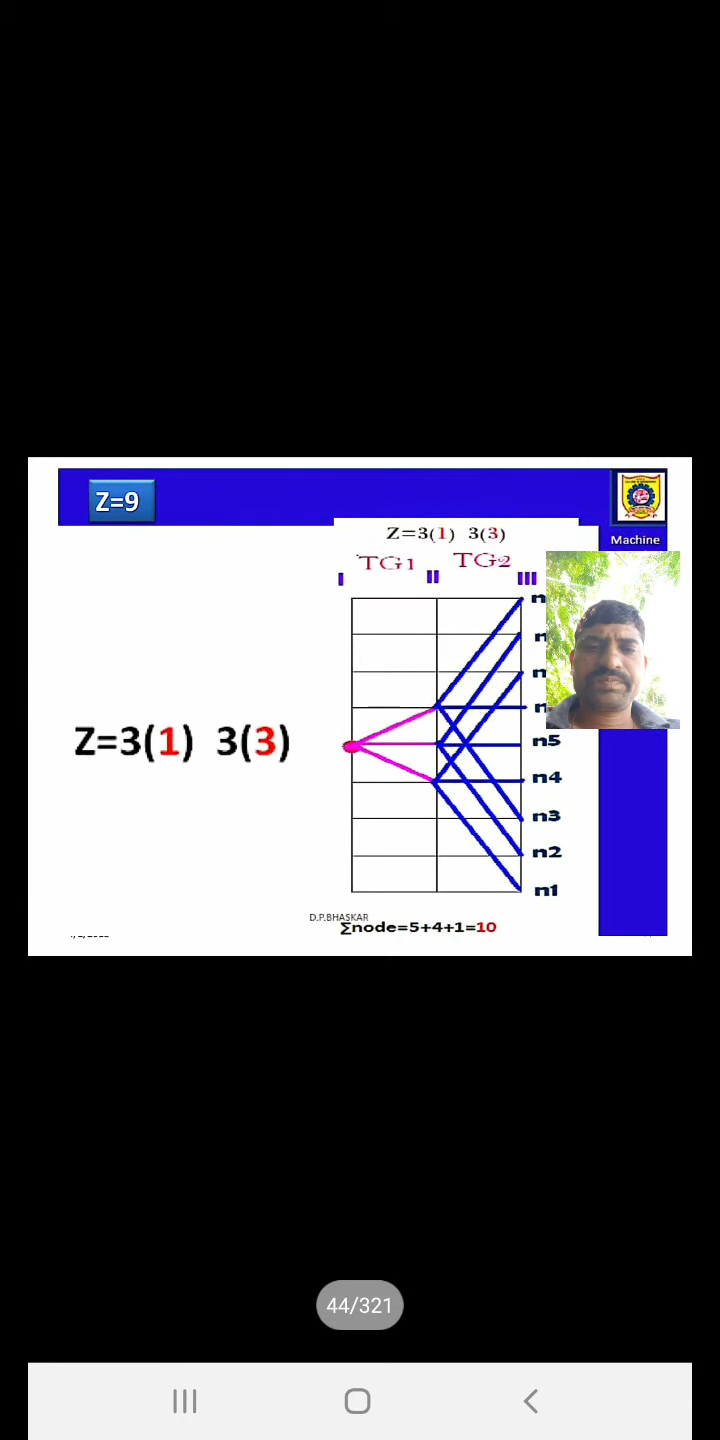 Z=9
Z=3(1) 3(3)
Machine
TG1 TG2
I II III
n
n
n
n
n5
Z=3(1) 3(3)
n4
n3
n2
n1
D.P.BHASKAR
∑node=5+4+1=10
44/321